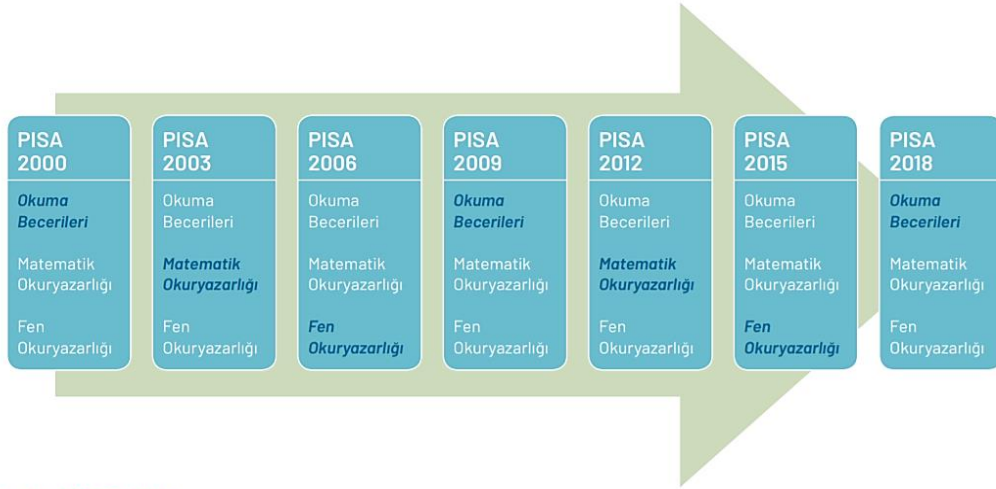 PISA
2000
Okuma
Becerileri
Matematik
Okuryazarlığı
Fen
Okuryazarlığı
PISA
2003
Okuma
Becerileri
Matematik
Okuryazarlığı
Fen
Okuryazarlığı
PISA
2006
Okuma
Becerileri
Matematik
Okuryazarlığı
Fen
Okuryazarlığı
PISA
2009
Okuma
Becerileri
Matematik
Okuryazarlığı
Fen
Okuryazarlığı
PISA
2012
Okuma
Becerileri
Matematik
Okuryazarlığı
Fen
Okuryazarlığı
PISA
2015
Okuma
Becerileri
Matematik
Okuryazarlığı
Fen
Okuryazarlığı
PISA
2018
Okuma
Becerileri
Matematik
Okuryazarlığı
Fen
Okuryazarlığı